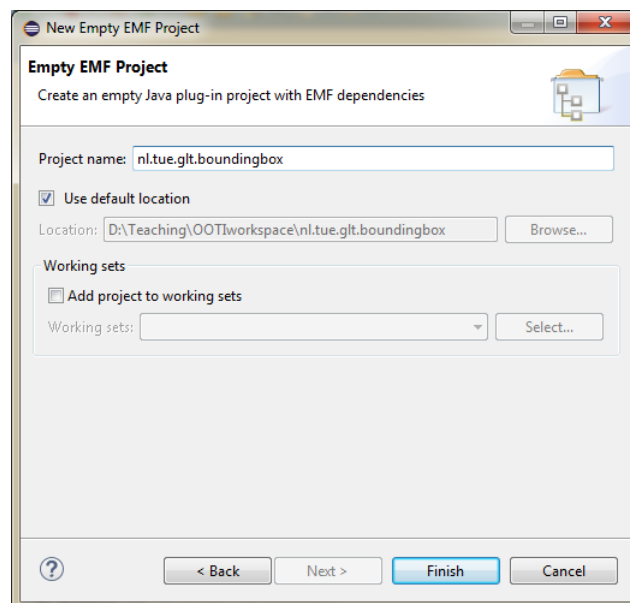 New Empty EMF Project
Empty EMF Project
Create an empty Java plug-in project with EMF dependencies
Project name: nl.tue.glt.boundingbox
Use default location
Location: D:\Teaching\OOTIworkspace\nl.tue.glt.boundingbox Browse...
Working sets
Add project to working sets
Working sets: Select...
? < Back Next > Finish Cancel